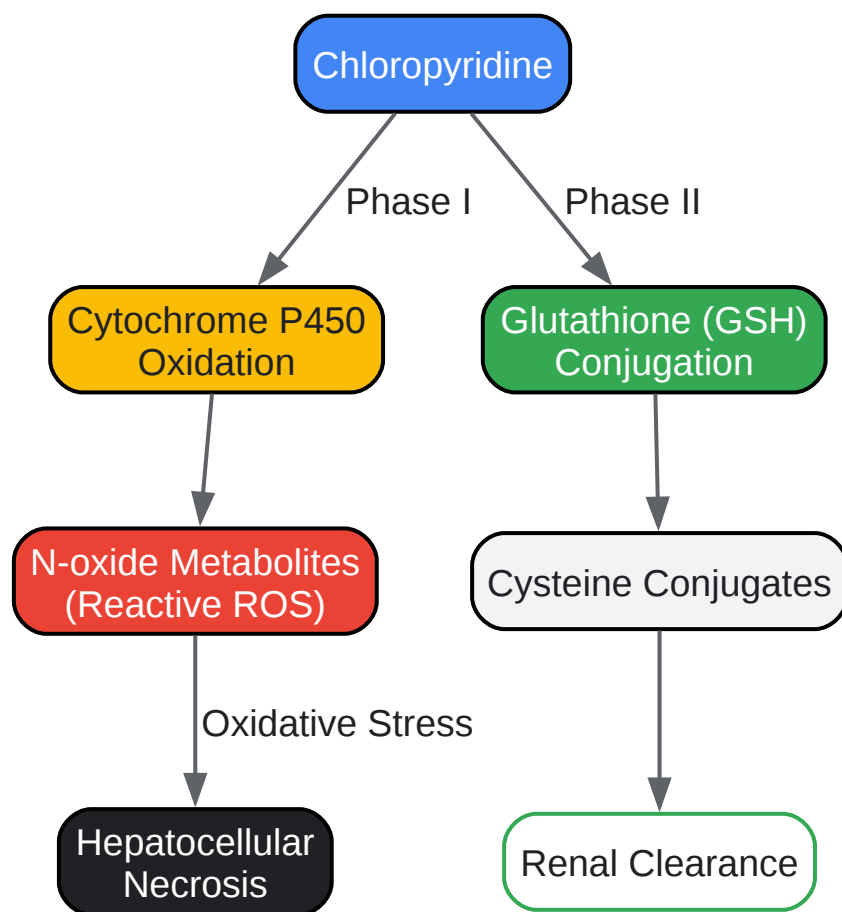 Chloropyridine
Phase I
Phase II
Cytochrome P450
Oxidation
Glutathione (GSH)
Conjugation
N-oxide Metabolites
(Reactive ROS)
Cysteine Conjugates
Oxidative Stress
Hepatocellular
Necrosis
Renal Clearance